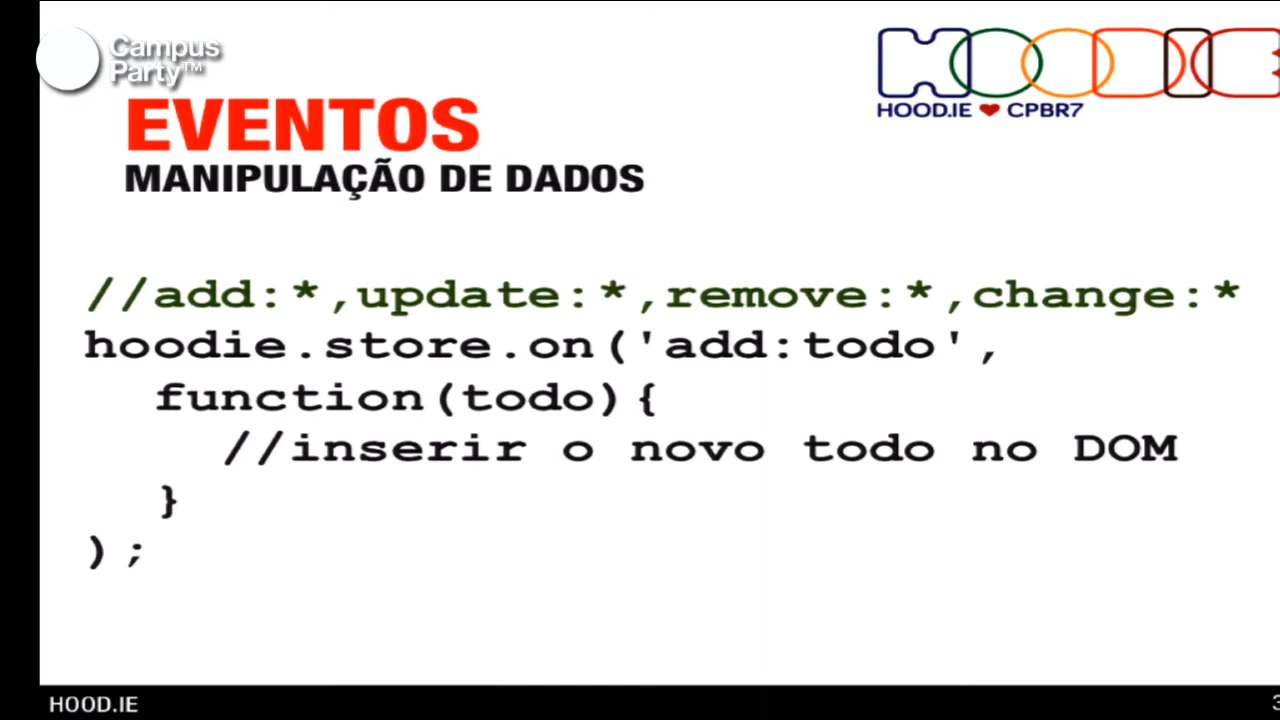 Campus
Party™
HOODIE
HOOD.IE ❤ CPBR7
EVENTOS
MANIPULAÇÃO DE DADOS
//add:*,update:*,remove:*,change:*
hoodie.store.on('add:todo',
function(todo){
//inserir o novo todo no DOM
}
);
HOOD.IE